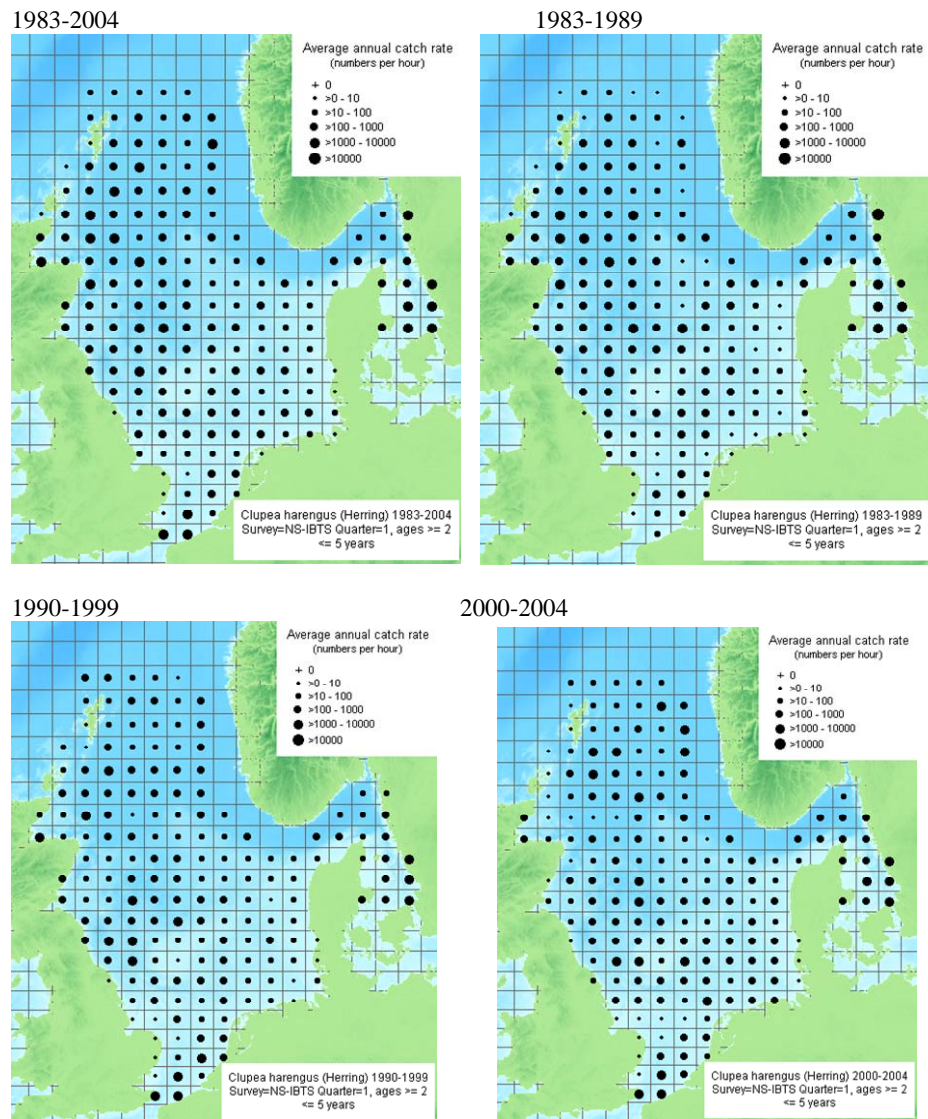 1983-2004
Average annual catch rate
(numbers per hour)
0
>0 - 10
>10 - 100
>100 - 1000
>1000 - 10000
>10000
Clupea harengus (Herring) 1983-2004
Survey=NS-IBTS Quarter=1, ages >= 2
<= 5 years
1983-1989
Average annual catch rate
(numbers per hour)
0
>0 - 10
>10 - 100
>100 - 1000
>1000 - 10000
>10000
Clupea harengus (Herring) 1983-1989
Survey=NS-IBTS Quarter=1, ages >= 2
<= 5 years
1990-1999
Average annual catch rate
(numbers per hour)
0
>0 - 10
>10 - 100
>100 - 1000
>1000 - 10000
>10000
Clupea harengus (Herring) 1990-1999
Survey=NS-IBTS Quarter=1, ages >= 2
<= 5 years
2000-2004
Average annual catch rate
(numbers per hour)
0
>0 - 10
>10 - 100
>100 - 1000
>1000 - 10000
>10000
Clupea harengus (Herring) 2000-2004
Survey=NS-IBTS Quarter=1, ages >= 2
<= 5 years